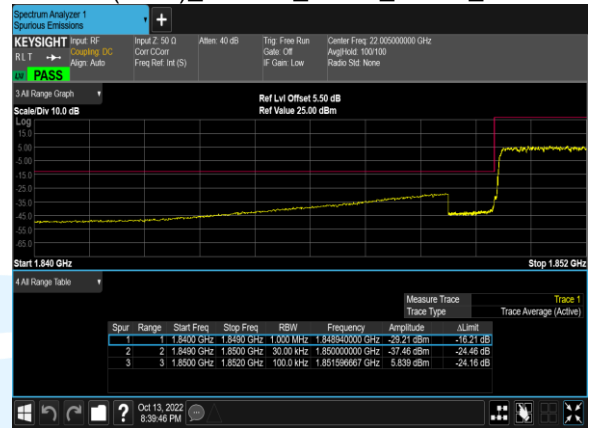 Spectrum Analyzer 1
Spurious Emissions
+
KEYSIGHT Input: RF Input Z: 50 Ω Atten: 40 dB Trig: Free Run Center Freq: 22.005000000 GHz
Coupling: DC Corr CCorr Gate: Off Avg|Hold: 100/100
RLT Align: Auto Freq Ref: Int (S) IF Gain: Low Radio Std: None
PASS
3 All Range Graph
Ref Lvl Offset 5.50 dB
Scale/Div 10.0 dB Ref Value 25.00 dBm
Log
15.0
5.00
-5.00
-15.0
-25.0
-35.0
-45.0
-55.0
-65.0
Start 1.840 GHz Stop 1.852 GHz
4 All Range Table
Measure Trace Trace 1
Trace Type Trace Average (Active)
Spur Range Start Freq Stop Freq RBW Frequency Amplitude ΔLimit
1 1 1.8400 GHz 1.8490 GHz 1.000 MHz 1.848940000 GHz -29.21 dBm -16.21 dB
2 2 1.8490 GHz 1.8500 GHz 30.00 kHz 1.850000000 GHz -37.46 dBm -24.46 dB
3 3 1.8500 GHz 1.8520 GHz 100.0 kHz 1.851596667 GHz 5.839 dBm -24.16 dB
? Oct 13, 2022
8:39:46 PM